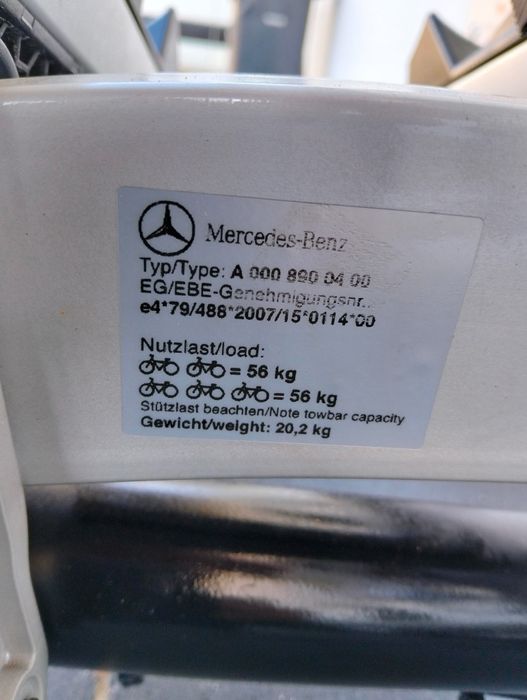 Mercedes-Benz
Typ/Type: A 000 890 04 00
EG/EBE-Genehmigungsnr..
e4*79/488*2007/15*0114*00
Nutzlast/load:
= 56 kg
= 56 kg
Stützlast beachten/Note towbar capacity
Gewicht/weight: 20,2 kg